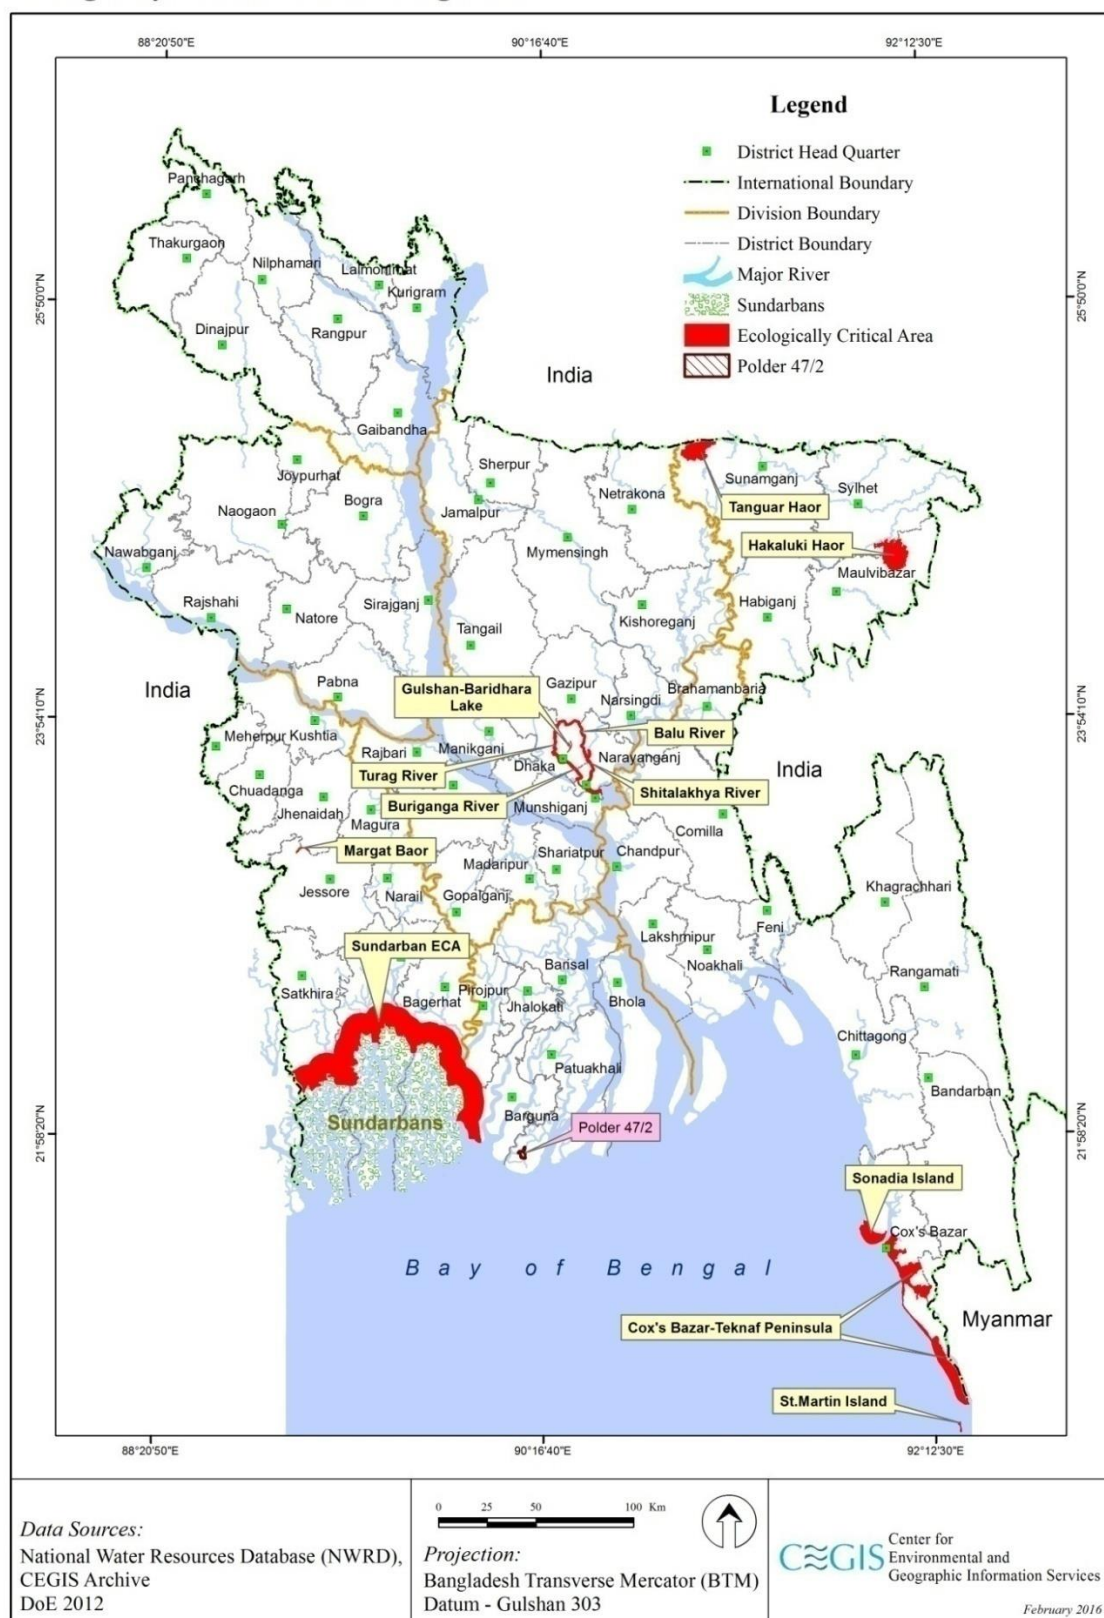 88°20'50"E
90°16'40"E
92°12'30"E
Legend
District Head Quarter
International Boundary
Division Boundary
District Boundary
Major River
Sundarbans
Ecologically Critical Area
Polder 47/2
Panchagarh
Thakurgaon
Nilphamari
Lalmonirhat
Kurigram
25°50'0"N
25°50'0"N
Dinajpur
Rangpur
India
Gaibandha
Joypurhat
Sherpur
Bogra
Jamalpur
Netrakona
Sunamganj
Sylhet
Naogaon
Tanguar Haor
Mymensingh
Hakaluki Haor
Nawabganj
Maulvibazar
Rajshahi
Sirajganj
Natore
Kishoreganj
Habiganj
Tangail
India
Pabna
Gulshan-Baridhara
Lake
Gazipur
Narsingdi
Brahamanbaria
23°54'10"N
23°54'10"N
Meherpur
Kushtia
Rajbari
Manikganj
Balu River
Dhaka
Narayanganj
India
Turag River
Chuadanga
Shitalakhya River
Buriganga River
Munshiganj
Jhenaidah
Magura
Comilla
Margat Baor
Madaripur
Shariatpur
Chandpur
Jessore
Narail
Gopalganj
Khagrachhari
Lakshmipur
Feni
Sundarban ECA
Noakhali
Barisal
Satkhira
Bagerhat
Pirojpur
Jhalokati
Bhola
Rangamati
Chittagong
Patuakhali
Bandarban
Barguna
Sundarbans
Polder 47/2
21°58'20"N
21°58'20"N
Sonadia Island
Cox's Bazar
Bay of Bengal
Cox's Bazar-Teknaf Peninsula
Myanmar
St.Martin Island
88°20'50"E
90°16'40"E
92°12'30"E
Data Sources:
National Water Resources Database (NWRD),
CEGIS Archive
DoE 2012
0 25 50 100 Km
Projection:
Bangladesh Transverse Mercator (BTM)
Datum - Gulshan 303
CEGIS
Center for
Environmental and
Geographic Information Services
February 2016